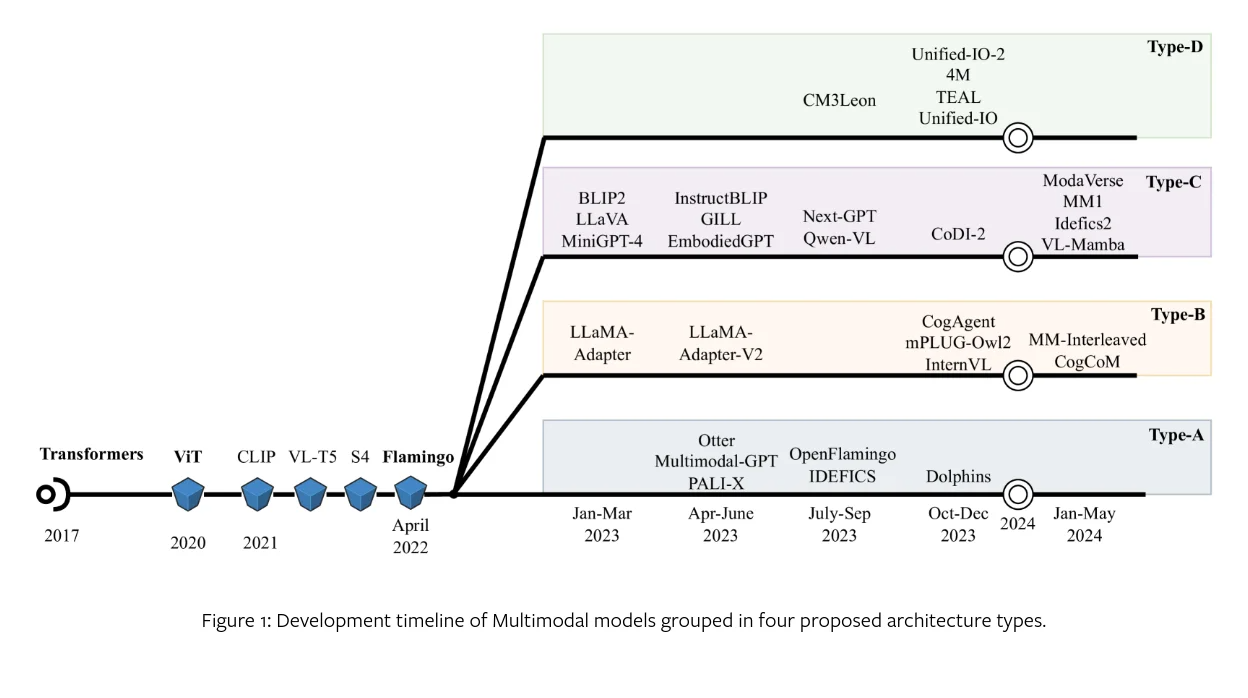 Type-D
Unified-IO-2
4M
TEAL
Unified-IO
CM3Leon
Type-C
BLIP2
LLaVA
MiniGPT-4
InstructBLIP
GILL
EmbodiedGPT
Next-GPT
Qwen-VL
CoDI-2
ModaVerse
MM1
Idefics2
VL-Mamba
Type-B
LLaMA-
Adapter
LLaMA-
Adapter-V2
CogAgent
mPLUG-Owl2
InternVL
MM-Interleaved
CogCoM
Type-A
Otter
Multimodal-GPT
PALI-X
OpenFlamingo
IDEFICS
Dolphins
Transformers
ViT
CLIP
VL-T5
S4
Flamingo
2017
2020
2021
April
2022
Jan-Mar
2023
Apr-June
2023
July-Sep
2023
Oct-Dec
2023
2024
Jan-May
2024
Figure 1: Development timeline of Multimodal models grouped in four proposed architecture types.